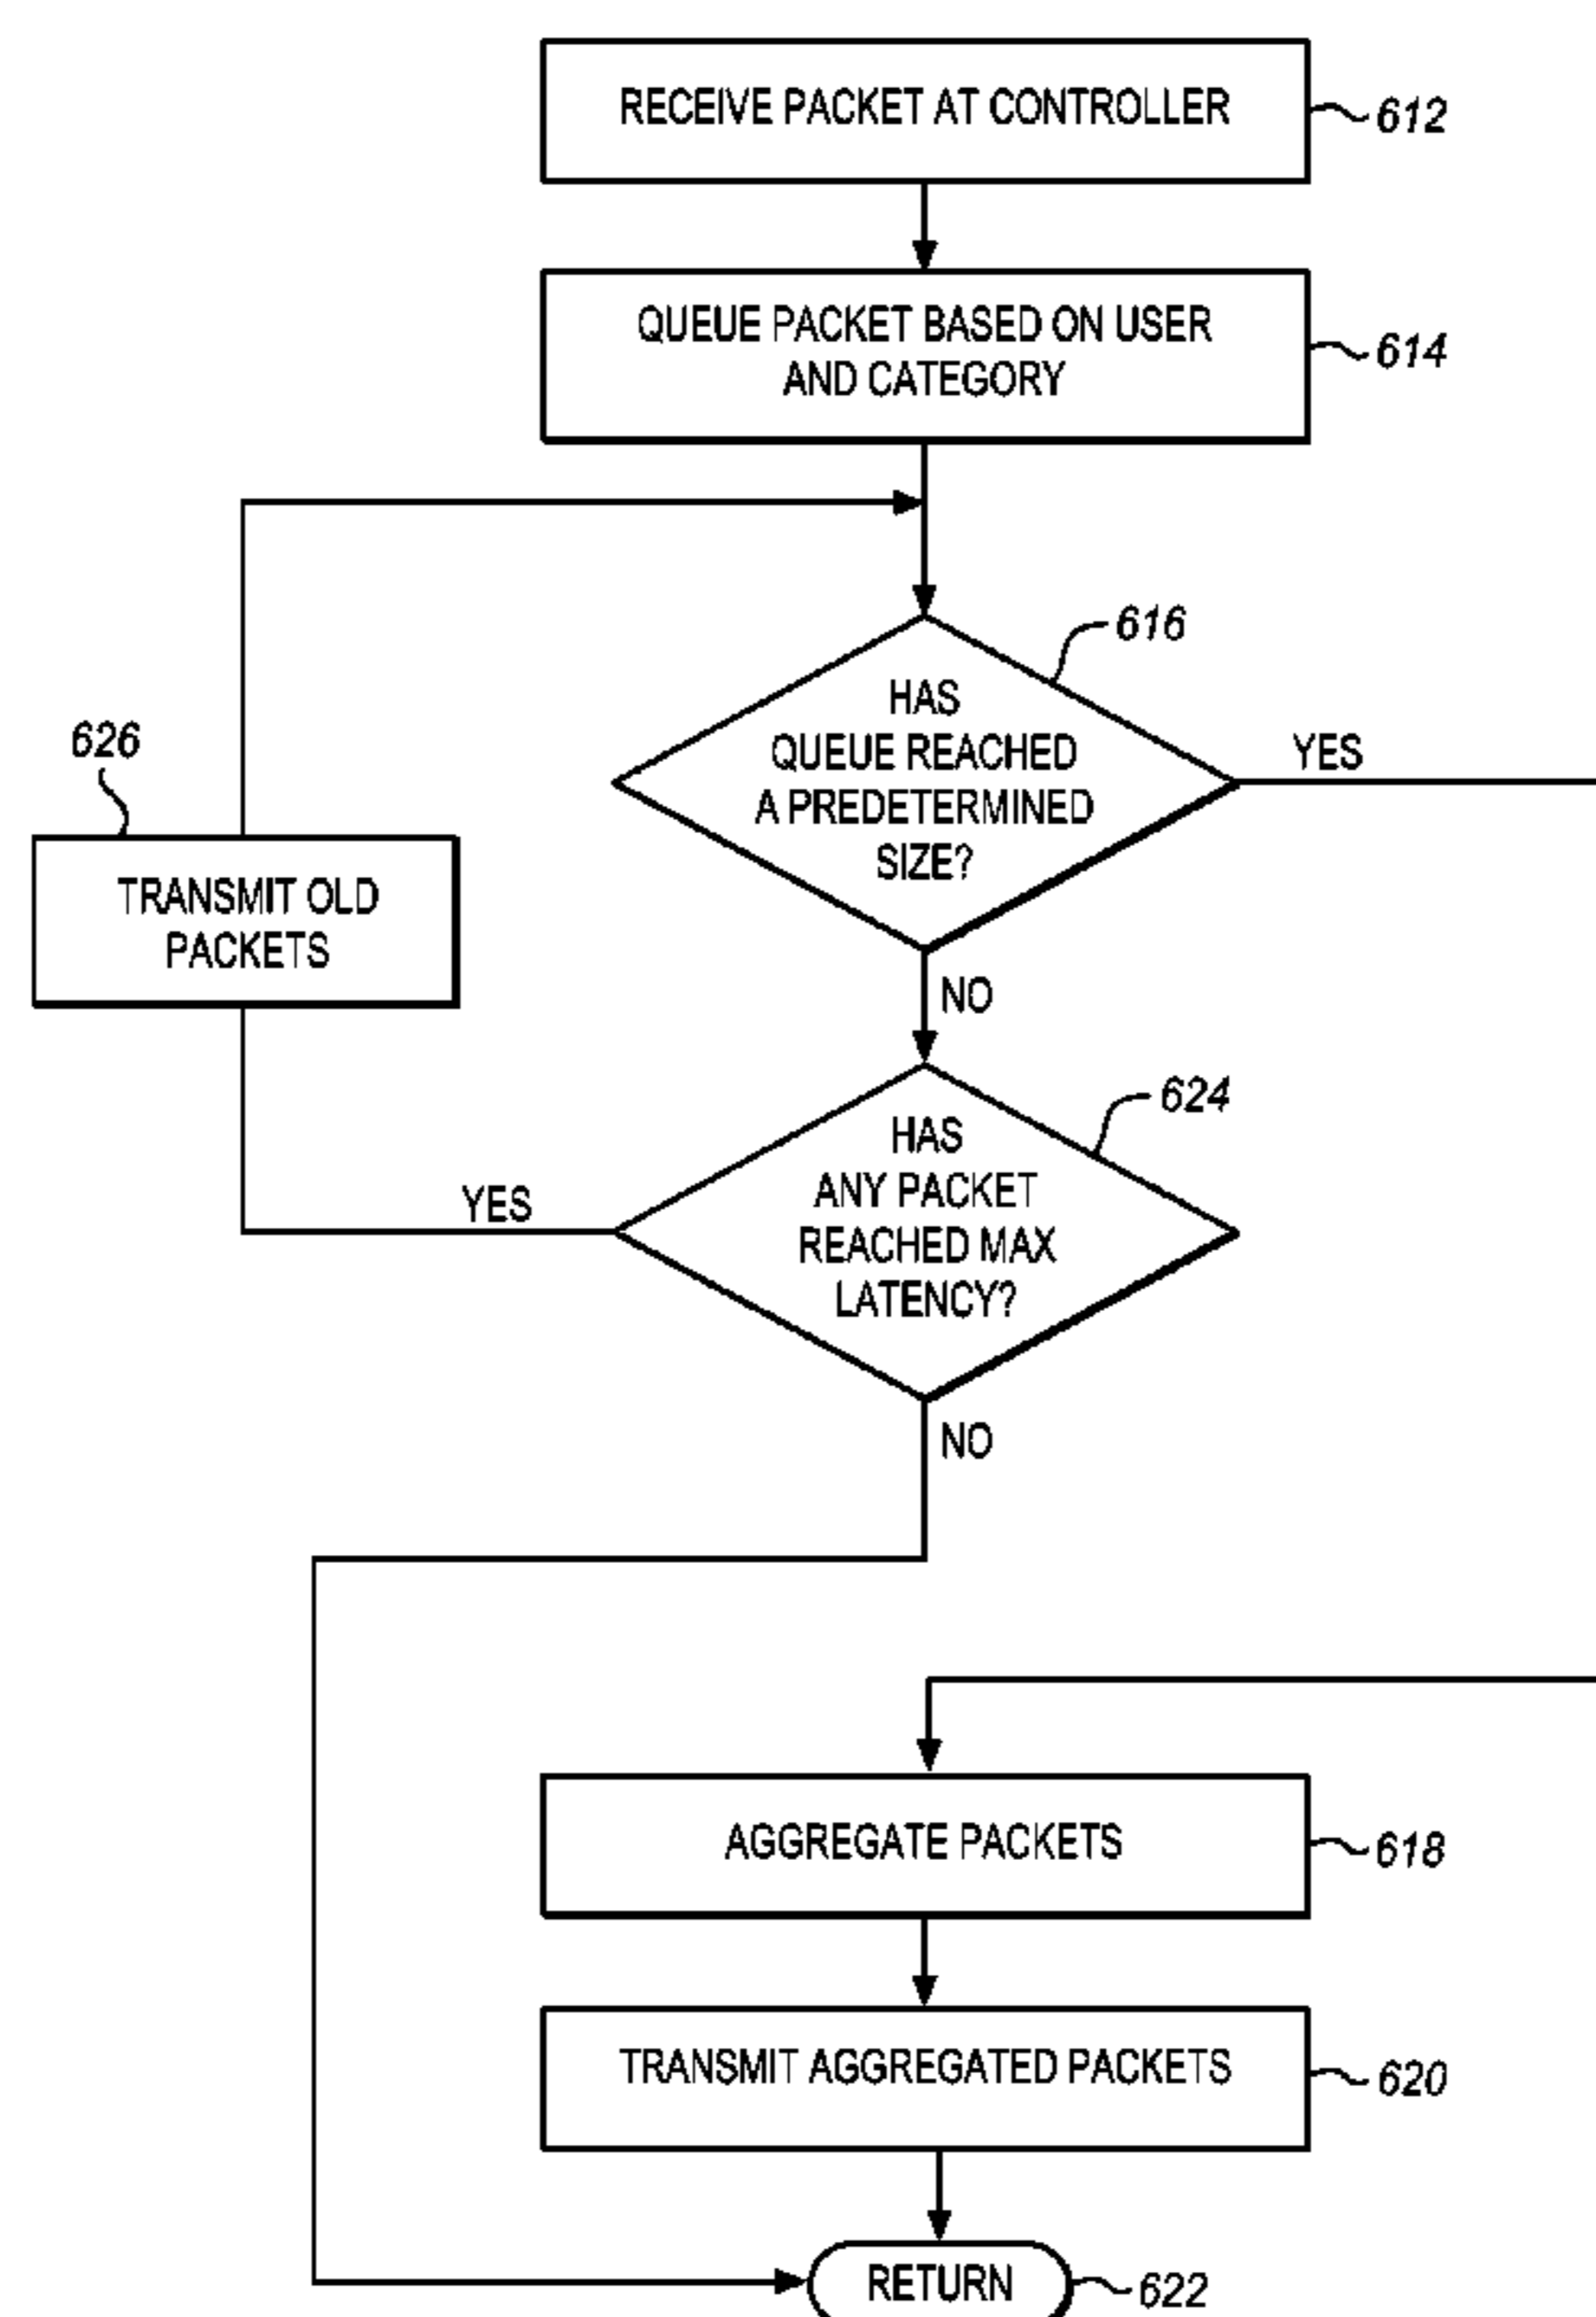 RECEIVE PACKET AT CONTROLLER
612
QUEUE PACKET BASED ON USER
AND CATEGORY
614
616
HAS
QUEUE REACHED
A PREDETERMINED
SIZE?
YES
626
TRANSMIT OLD
PACKETS
NO
624
HAS
ANY PACKET
REACHED MAX
LATENCY?
YES
NO
AGGREGATE PACKETS
618
TRANSMIT AGGREGATED PACKETS
620
RETURN
622